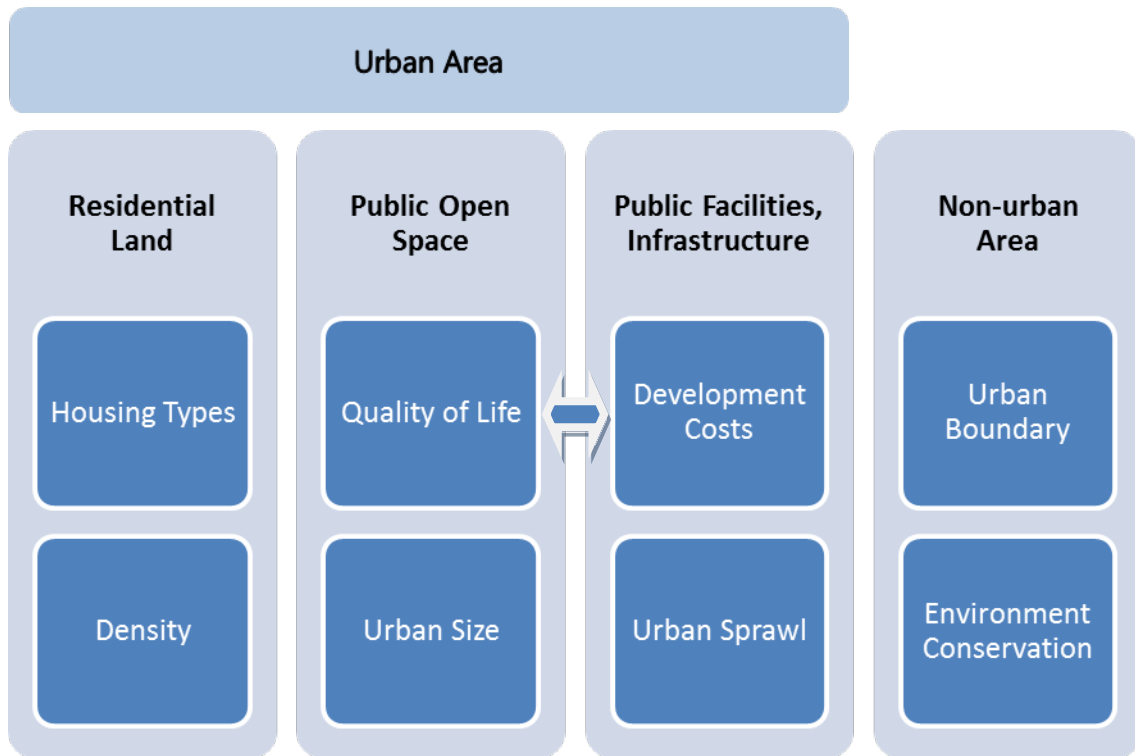 Urban Area
Residential
Land
Housing Types
Density
Public Open
Space
Quality of Life
Urban Size
Public Facilities,
Infrastructure
Development
Costs
Urban Sprawl
Non-urban
Area
Urban
Boundary
Environment
Conservation